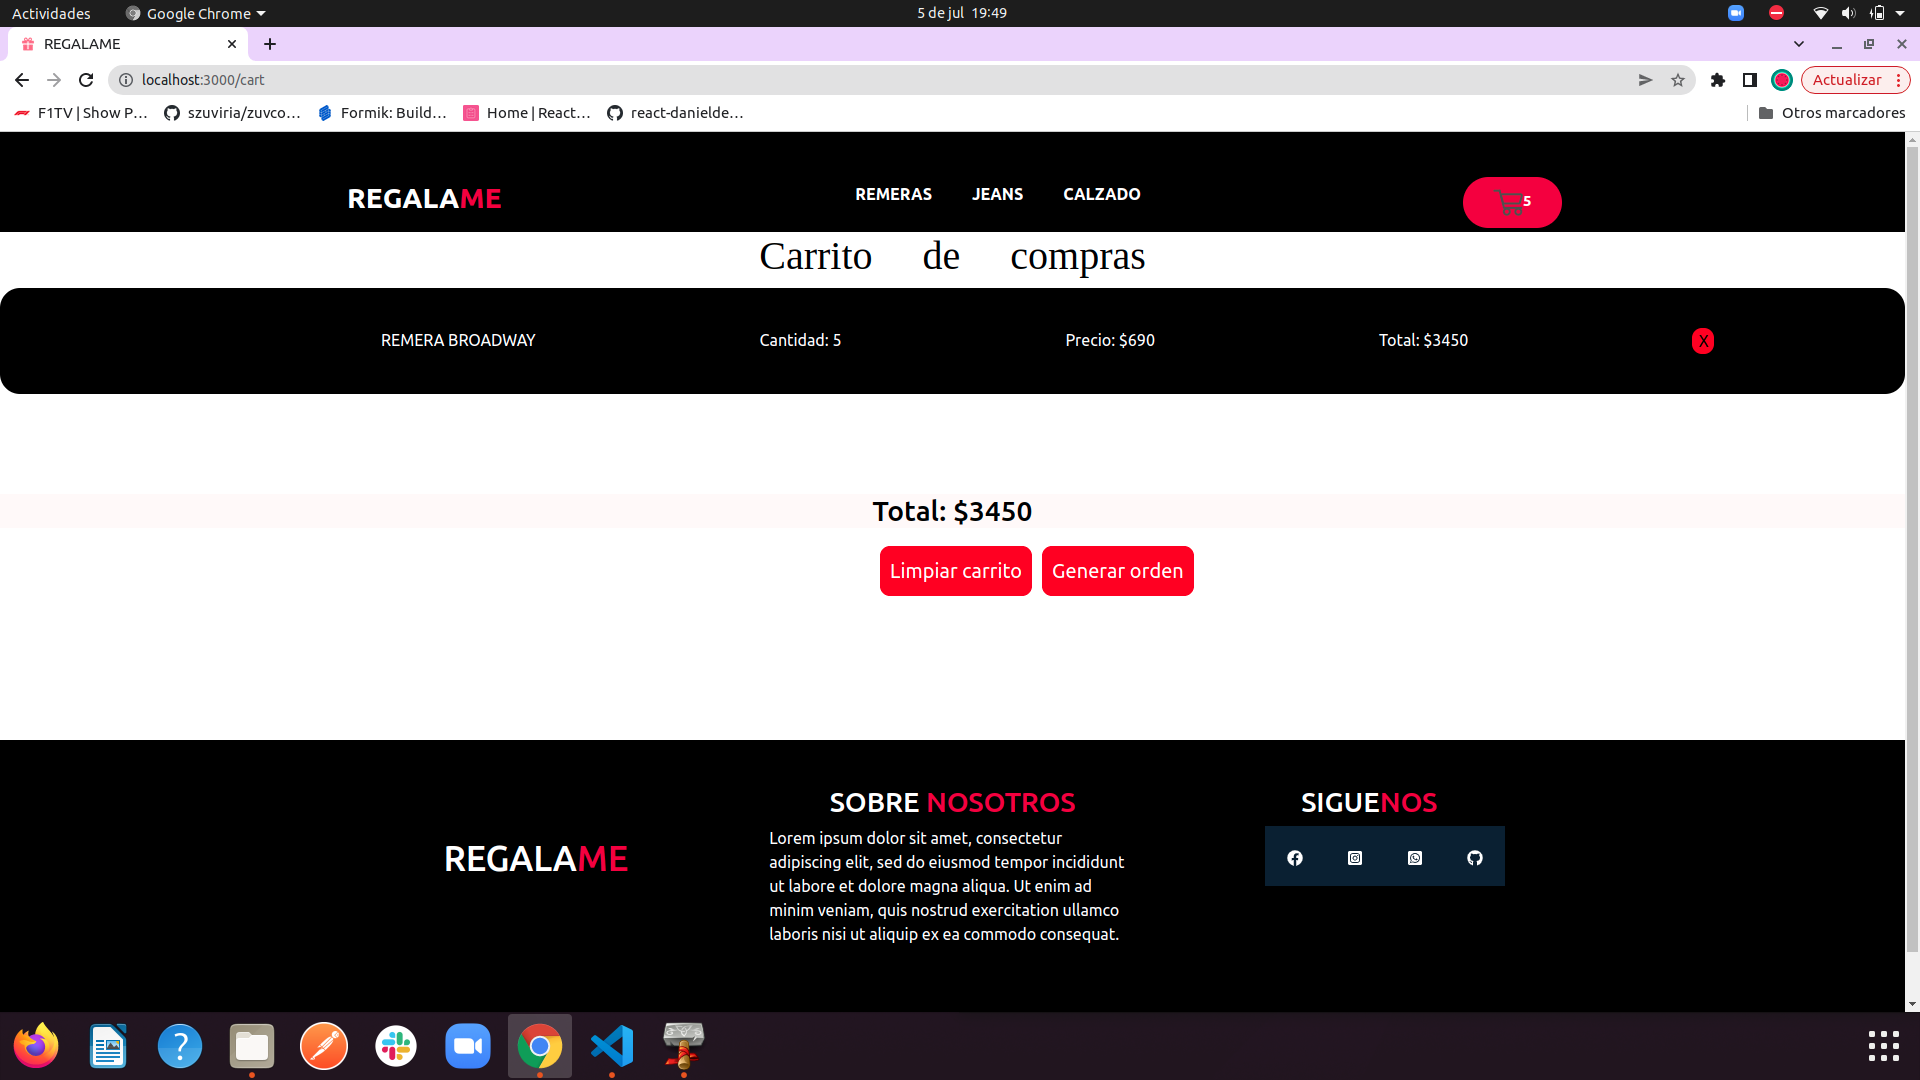 Actividades Google Chrome 5 de jul 19:49
REGALAME
localhost:3000/cart Actualizar
F1TV | Show P... szuviria/zuvco... Formik: Build... Home | React... react-danielde... Otros marcadores
REGALAME REMERAS JEANS CALZADO 5
Carrito de compras
REMERA BROADWAY Cantidad: 5 Precio: $690 Total: $3450 X
Total: $3450
Limpiar carrito Generar orden
REGALAME
SOBRE NOSOTROS
Lorem ipsum dolor sit amet, consectetur
adipiscing elit, sed do eiusmod tempor incididunt
ut labore et dolore magna aliqua. Ut enim ad
minim veniam, quis nostrud exercitation ullamco
laboris nisi ut aliquip ex ea commodo consequat.
SIGUENOS